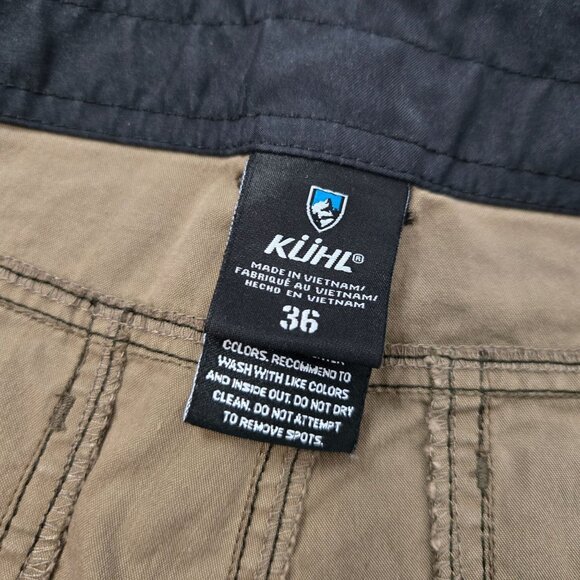 KÜHL®
MADE IN VIETNAM/
FABRIQUÉ AU VIETNAM/
HECHO EN VIETNAM
36
COLORS. RECOMMEND TO
WASH WITH LIKE COLORS
AND INSIDE OUT. DO NOT DRY
CLEAN. DO NOT ATTEMPT
TO REMOVE SPOTS.